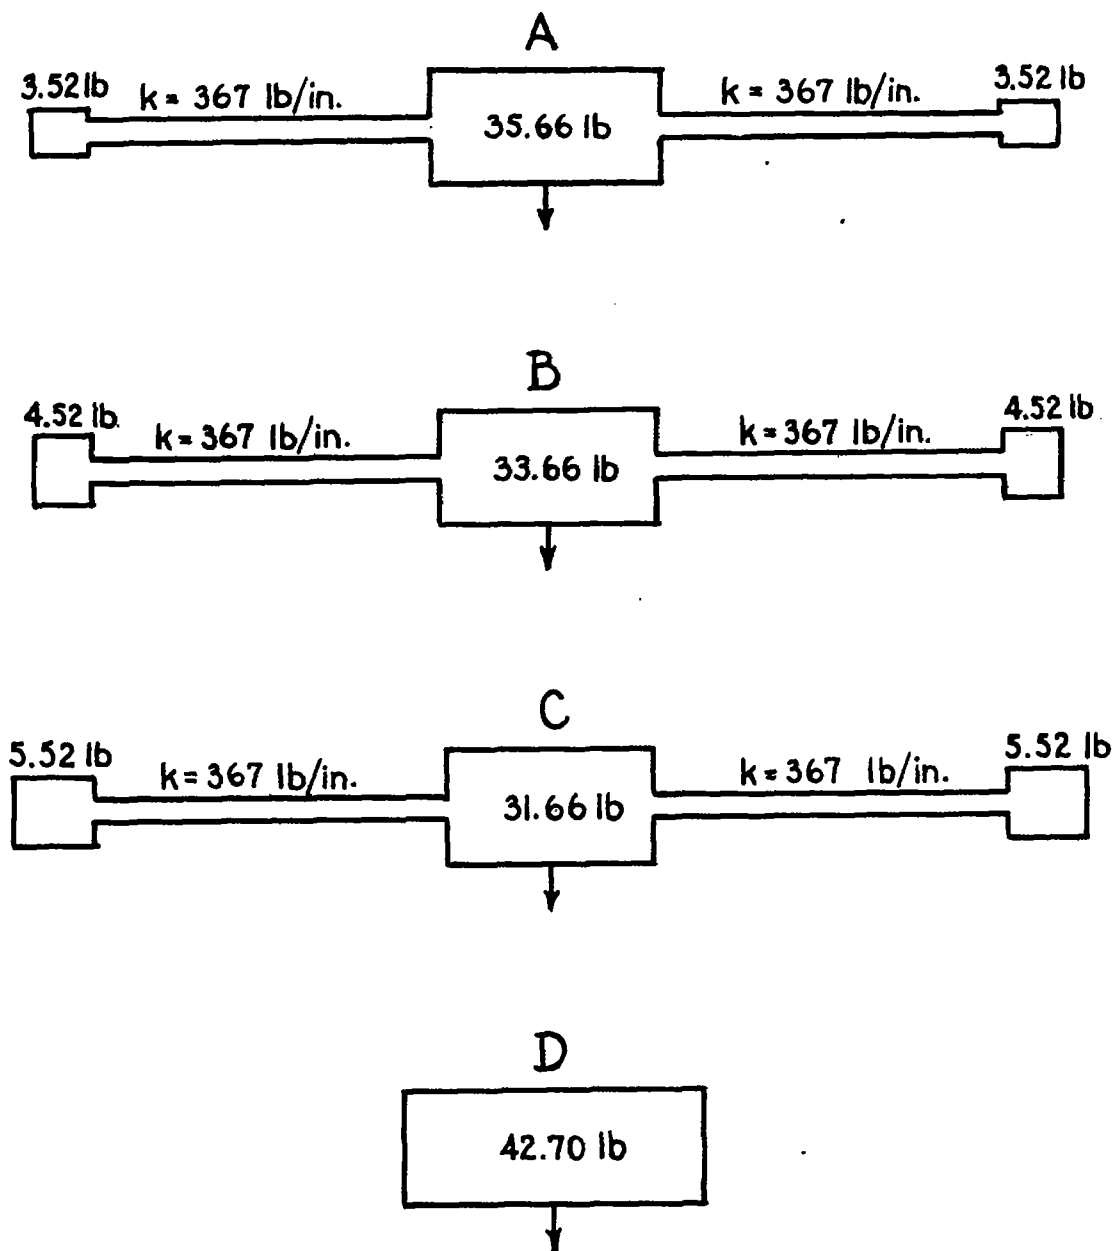 A
3.52 lb k = 367 lb/in. k = 367 lb/in. 3.52 lb
35.66 lb
B
4.52 lb. k = 367 lb/in. k = 367 lb/in. 4.52 lb
33.66 lb
C
5.52 lb k = 367 lb/in. k = 367 lb/in. 5.52 lb
31.66 lb
D
42.70 lb